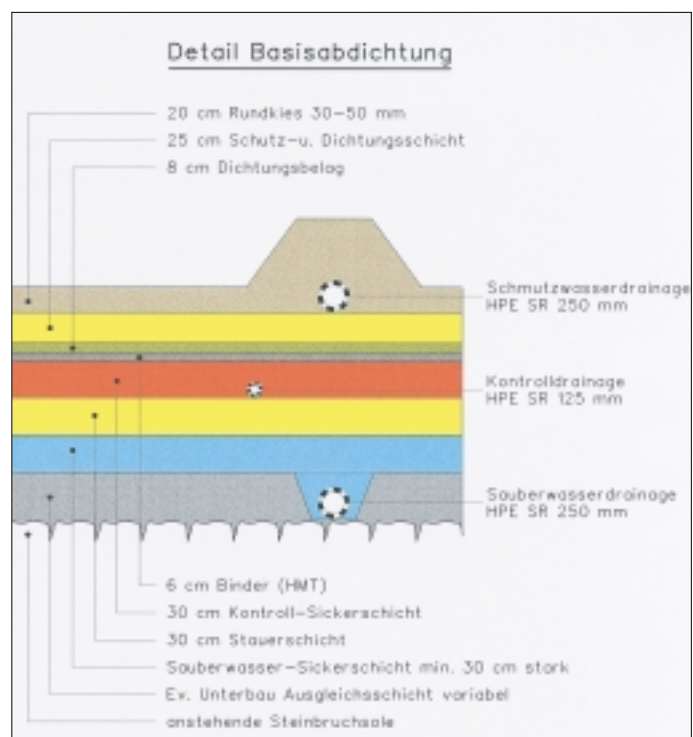 Detail Basisabdichtung
20 cm Rundkies 30-50 mm
25 cm Schutz-u. Dichtungsschicht
8 cm Dichtungsbelag
Schmutzwasserdrainage
HPE SR 250 mm
Kontrolldrainage
HPE SR 125 mm
Sauberwasserdrainage
HPE SR 250 mm
6 cm Binder (HMT)
30 cm Kontroll-Sickerschicht
30 cm Stauerschicht
Sauberwasser-Sickerschicht min. 30 cm stark
Ev. Unterbau Ausgleichsschicht variabel
anstehende Steinbruchsole